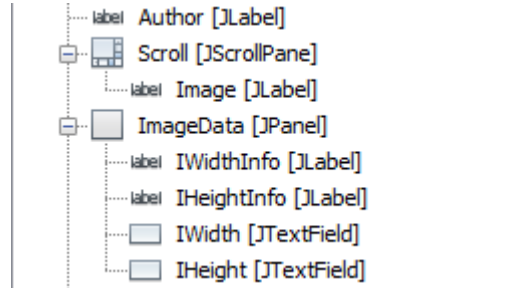 label Author [JLabel]
Scroll [JScrollPane]
label Image [JLabel]
ImageData [JPanel]
label IWidthInfo [JLabel]
label IHeightInfo [JLabel]
IWidth [JTextField]
IHeight [JTextField]